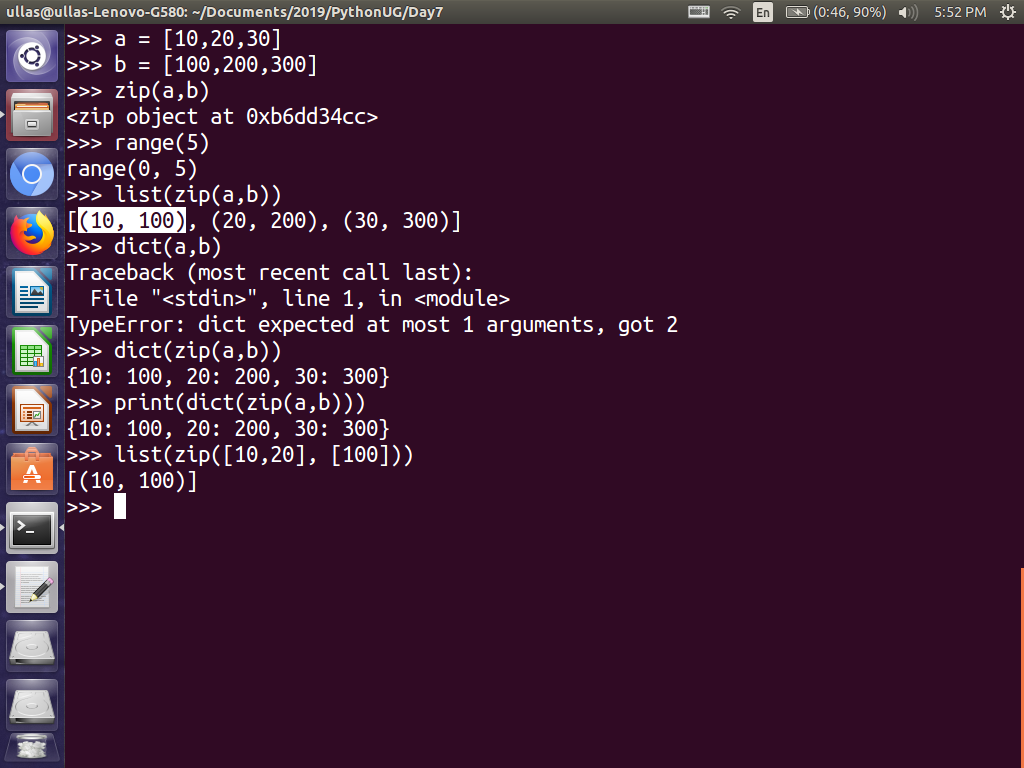 ullas@ullas-Lenovo-G580: ~/Documents/2019/PythonUG/Day7 En (0:46, 90%) 5:52 PM
>>> a = [10,20,30]
>>> b = [100,200,300]
>>> zip(a,b)
<zip object at 0xb6dd34cc>
>>> range(5)
range(0, 5)
>>> list(zip(a,b))
[(10, 100), (20, 200), (30, 300)]
>>> dict(a,b)
Traceback (most recent call last):
  File "<stdin>", line 1, in <module>
TypeError: dict expected at most 1 arguments, got 2
>>> dict(zip(a,b))
{10: 100, 20: 200, 30: 300}
>>> print(dict(zip(a,b)))
{10: 100, 20: 200, 30: 300}
>>> list(zip([10,20], [100]))
[(10, 100)]
>>>